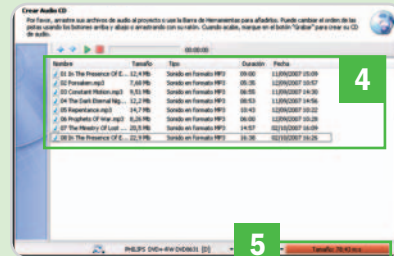 Crear Audio CD
Por favor, arrastre sus archivos de audio al proyecto o use la Barra de Herramientas para añadirlos. Puede cambiar el orden de las
pistas usando los botones arriba y abajo o arrastrando con su ratón. Cuando acabe, marque en el botón "Grabar" para crear su CD
de audio.
00:00:00
Nombre Tamaño Tipo Duración Fecha
01 In The Presence Of E... 12,4 Mb Sonido en formato MP3 09:00 11/09/2007 15:09
02 Forsaken.mp3 7,69 Mb Sonido en formato MP3 05:36 11/09/2007 10:57
03 Constant Motion.mp3 9,51 Mb Sonido en formato MP3 06:55 11/09/2007 14:30
04 The Dark Eternal Nig... 12,2 Mb Sonido en formato MP3 08:53 11/09/2007 14:56
05 Repentance.mp3 14,7 Mb Sonido en formato MP3 10:43 12/09/2007 10:22
06 Prophets Of War.mp3 8,26 Mb Sonido en formato MP3 06:00 12/09/2007 10:28
07 The Ministry Of Lost ... 20,5 Mb Sonido en formato MP3 14:57 02/10/2007 16:09
08 In The Presence Of E... 22,9 Mb Sonido en formato MP3 16:38 02/10/2007 16:26
4
5
PHILIPS DVD+-RW DVD8631 [D] Tamaño: 78:43 m:s